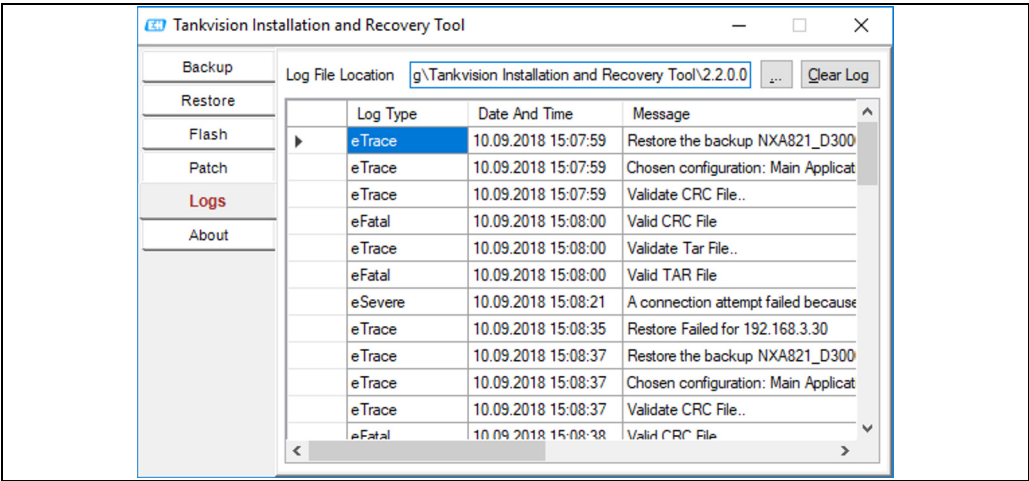 Tankvision Installation and Recovery Tool
Backup
Restore
Flash
Patch
Logs
About
Log File Location g\Tankvision Installation and Recovery Tool\2.2.0.0 ... Clear Log
Log Type Date And Time Message
eTrace 10.09.2018 15:07:59 Restore the backup NXA821_D300
eTrace 10.09.2018 15:07:59 Chosen configuration: Main Applicat
eTrace 10.09.2018 15:07:59 Validate CRC File..
eFatal 10.09.2018 15:08:00 Valid CRC File
eTrace 10.09.2018 15:08:00 Validate Tar File..
eFatal 10.09.2018 15:08:00 Valid TAR File
eSevere 10.09.2018 15:08:21 A connection attempt failed because
eTrace 10.09.2018 15:08:35 Restore Failed for 192.168.3.30
eTrace 10.09.2018 15:08:37 Restore the backup NXA821_D300
eTrace 10.09.2018 15:08:37 Chosen configuration: Main Applicat
eTrace 10.09.2018 15:08:37 Validate CRC File..
eFatal 10.09.2018 15:08:38 Valid CRC File